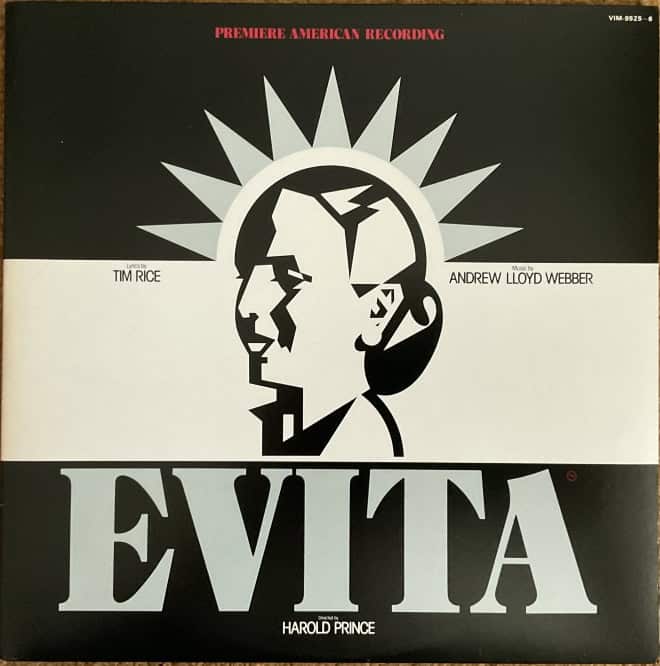 VIM-9525~6
PREMIERE AMERICAN RECORDING
Lyrics by
TIM RICE
Music by
ANDREW LLOYD WEBBER
EVITA
Directed by
HAROLD PRINCE